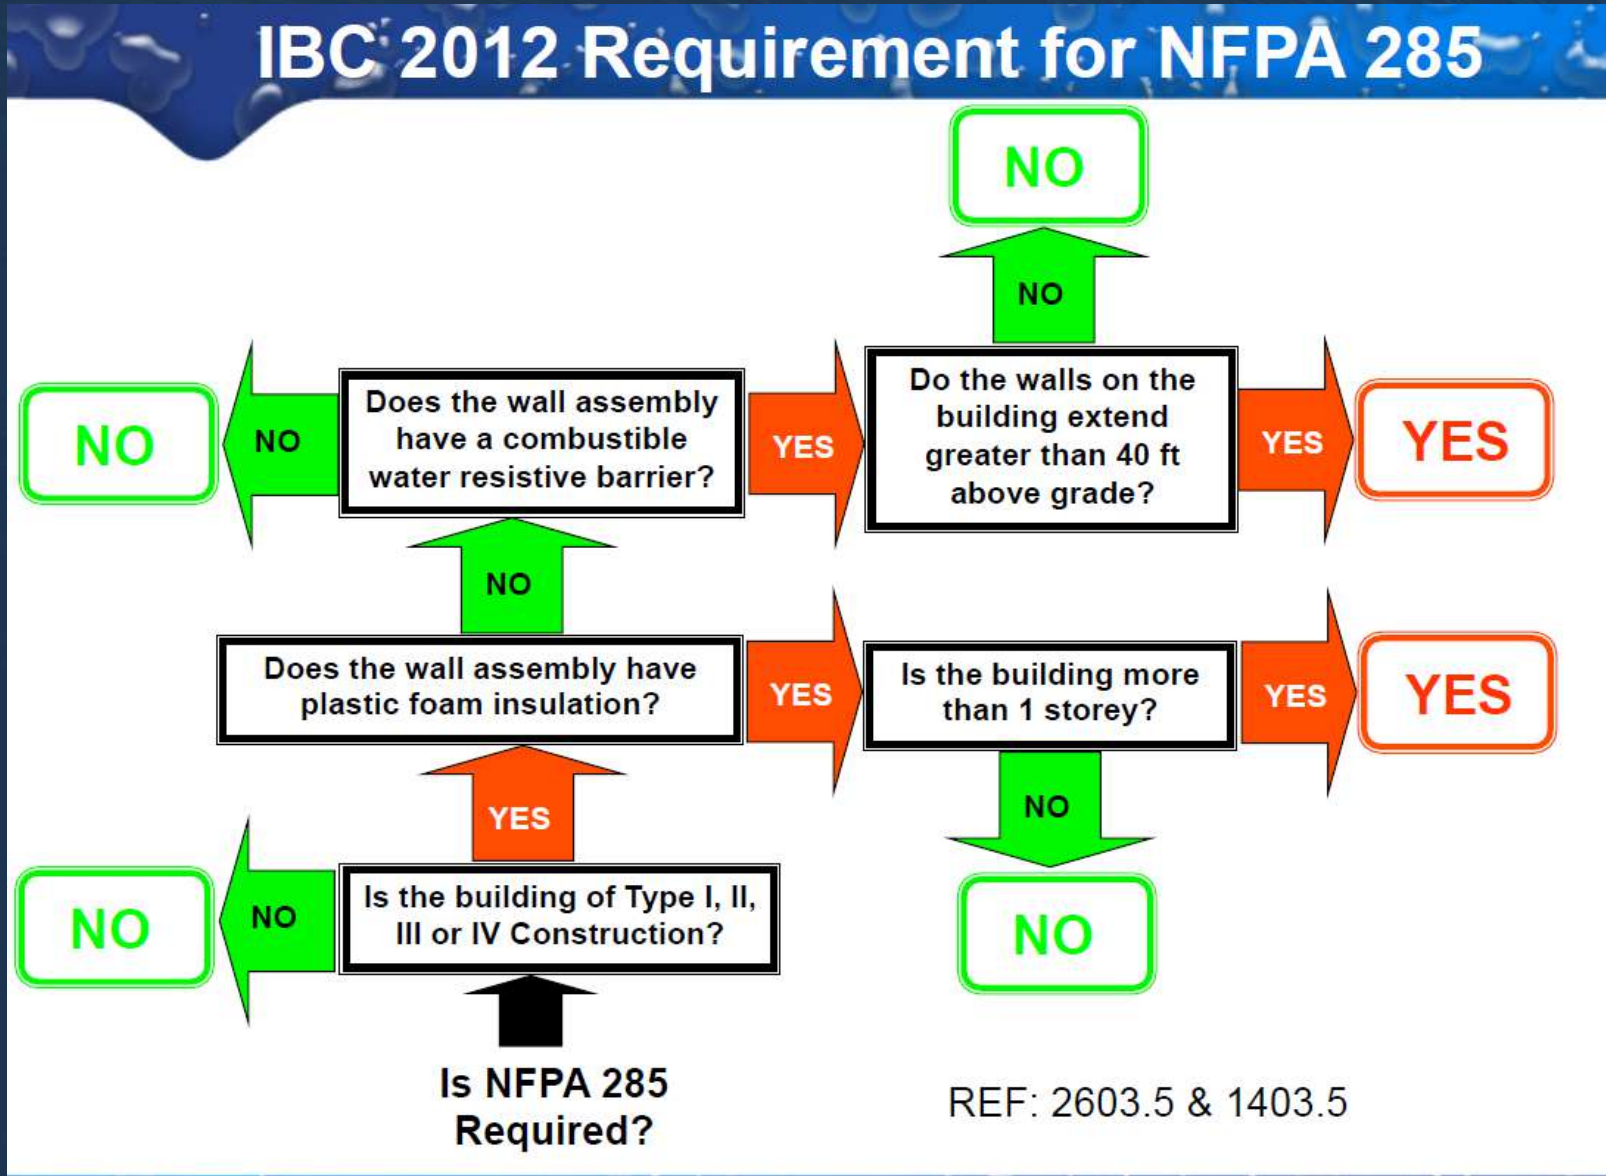 IBC 2012 Requirement for NFPA 285
NO
NO
Does the wall assembly
have a combustible
water resistive barrier?
Do the walls on the
building extend
greater than 40 ft
above grade?
NO
NO
YES
YES
YES
NO
Does the wall assembly have
plastic foam insulation?
YES
Is the building more
than 1 storey?
YES
YES
YES
NO
Is the building of Type I, II,
III or IV Construction?
NO
NO
NO
Is NFPA 285
Required?
REF: 2603.5 & 1403.5